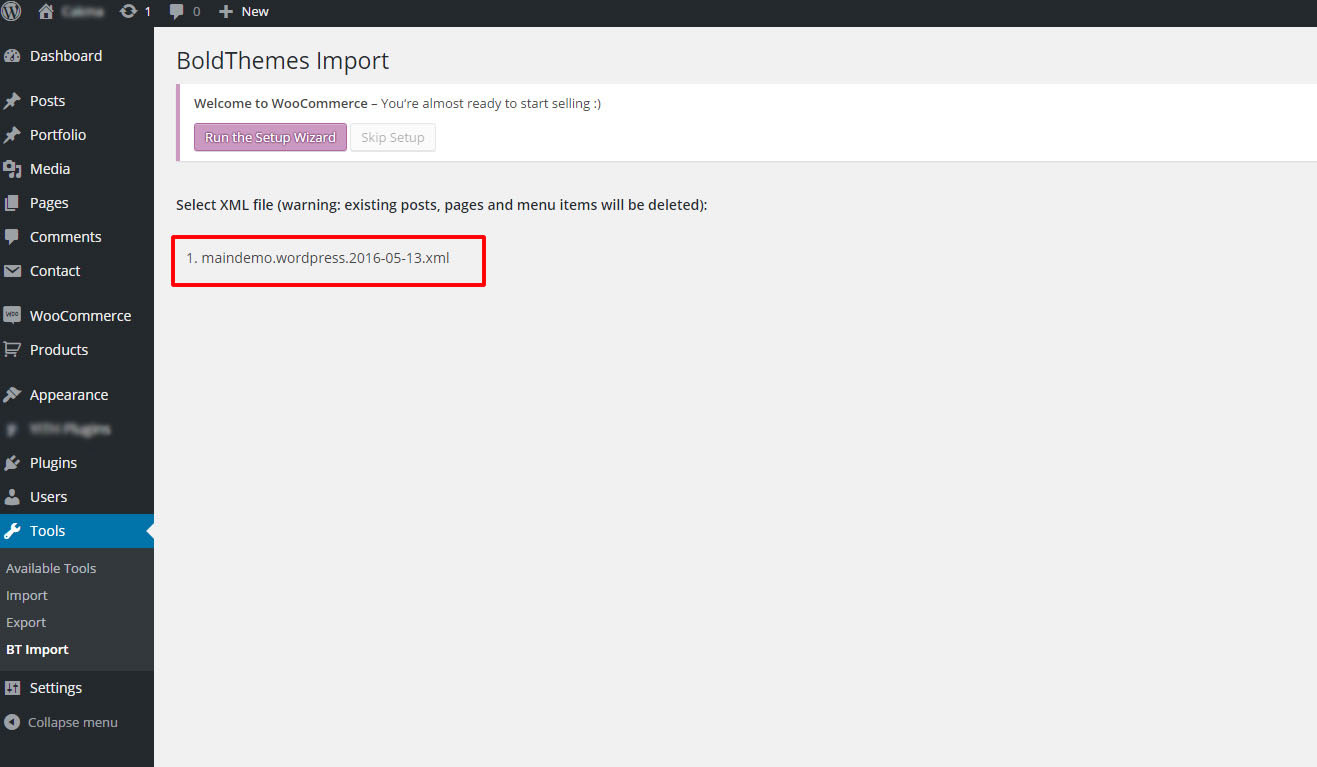 1 0 New
Dashboard
Posts
Portfolio
Media
Pages
Comments
Contact
WooCommerce
Products
Appearance
Plugins
Plugins
Users
Tools
Available Tools
Import
Export
BT Import
Settings
Collapse menu
BoldThemes Import
Welcome to WooCommerce – You're almost ready to start selling :)
Run the Setup Wizard Skip Setup
Select XML file (warning: existing posts, pages and menu items will be deleted):
1. maindemo.wordpress.2016-05-13.xml